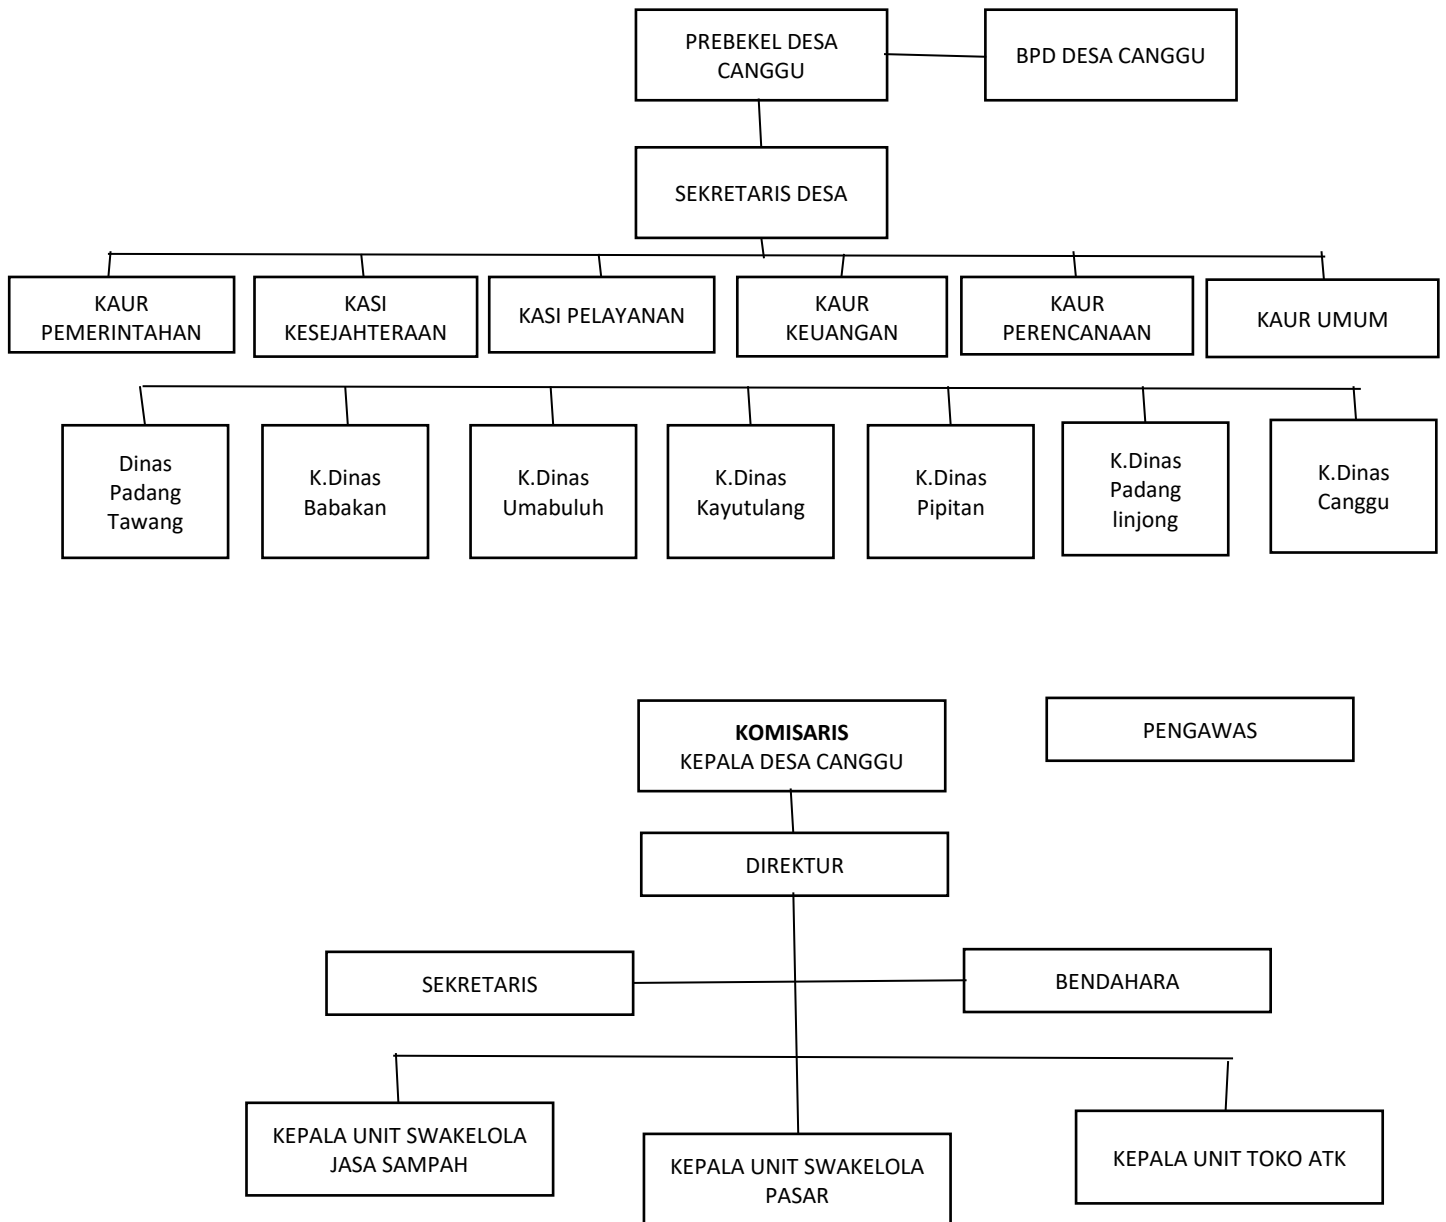 PREBEKEL DESA
CANGGU
BPD DESA CANGGU
SEKRETARIS DESA
KAUR
PEMERINTAHAN
KASI
KESEJAHTERAAN
KASI PELAYANAN
KAUR
KEUANGAN
KAUR
PERENCANAAN
KAUR UMUM
Dinas
Padang
Tawang
K.Dinas
Babakan
K.Dinas
Umabuluh
K.Dinas
Kayutulang
K.Dinas
Pipitan
K.Dinas
Padang
linjong
K.Dinas
Canggu
KOMISARIS
KEPALA DESA CANGGU
PENGAWAS
DIREKTUR
SEKRETARIS
BENDAHARA
KEPALA UNIT SWAKELOLA
JASA SAMPAH
KEPALA UNIT SWAKELOLA
PASAR
KEPALA UNIT TOKO ATK